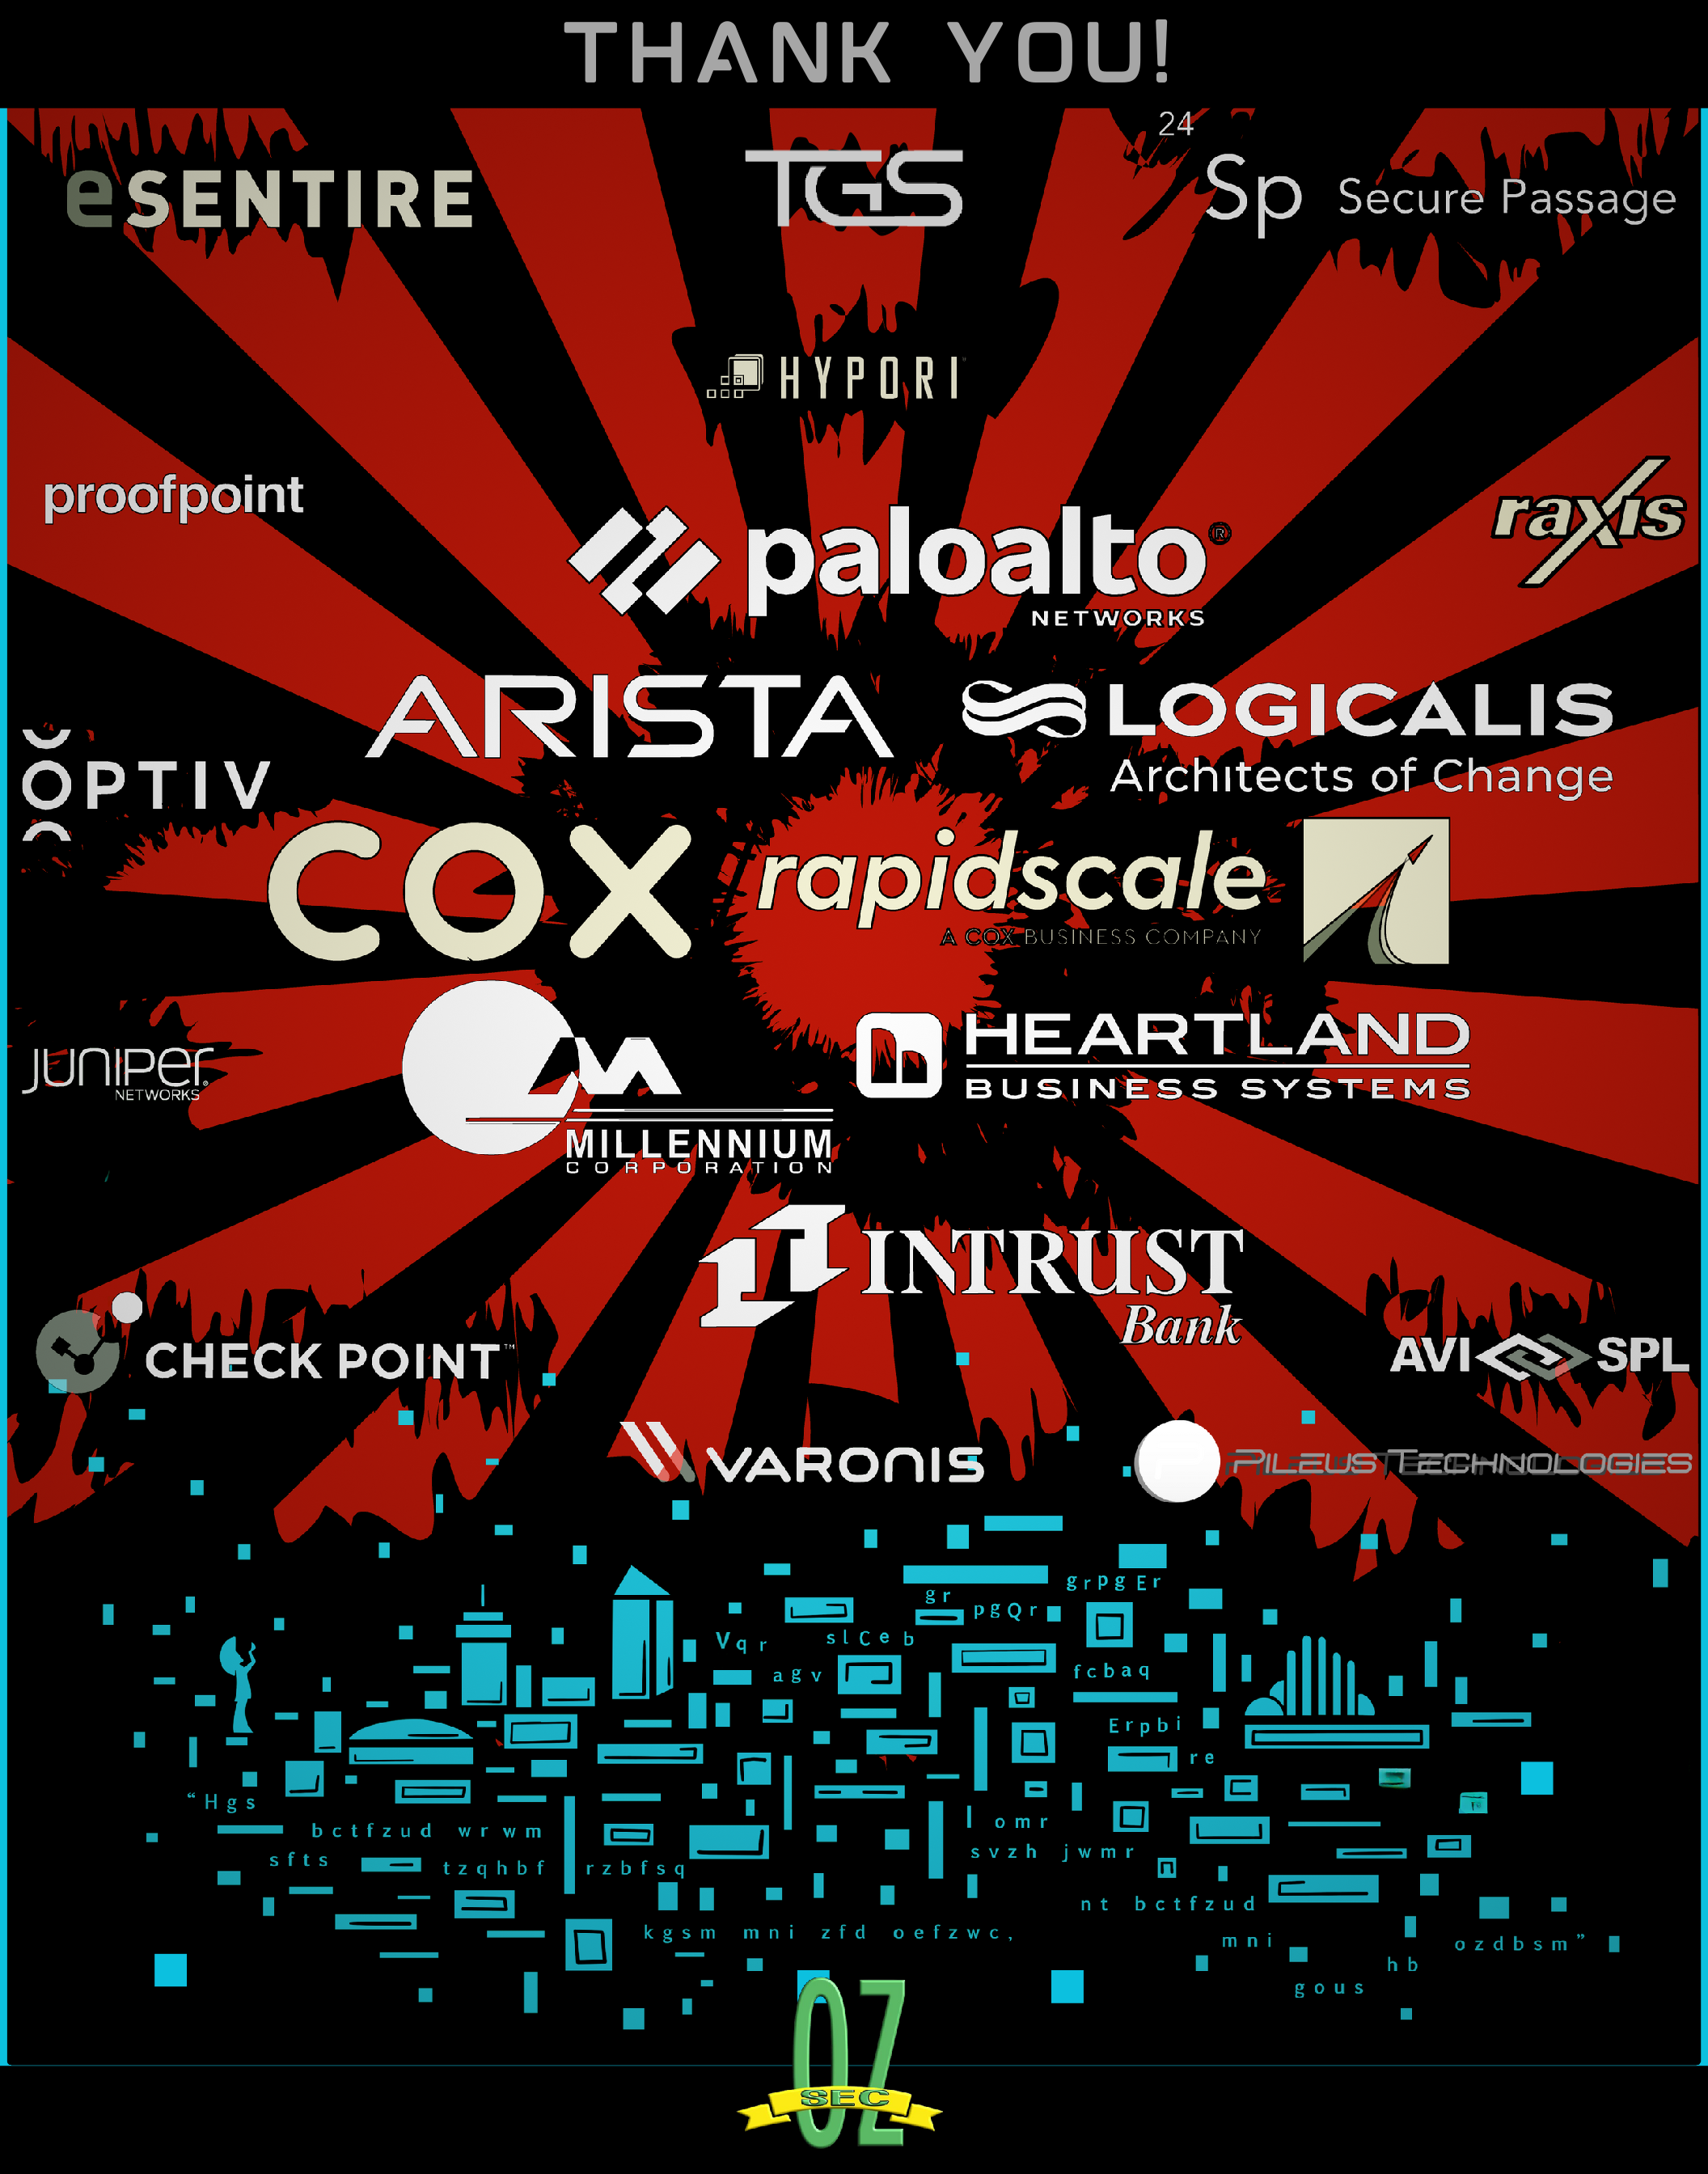 THANK YOU!
24
eSENTIRE
TGS
Sp Secure Passage
HYPORI
proofpoint
raxis
paloalto®
NETWORKS
ARISTA
LOGICALIS
Architects of Change
OPTIV
COX
rapidscale
A COX BUSINESS COMPANY
JUNIPER
NETWORKS
MILLENNIUM
CORPORATION
HEARTLAND
BUSINESS SYSTEMS
INTRUST
Bank
CHECK POINT™
AVI SPL
VARONIS
PILEUSTECHNOLOGIES
grPgEr
gr
pgQr
Vqr
slCeb
agv
fcbaq
Erpbi
re
“Hgs
bctfzud wrwm
sfts
tzqhbf rzbfsq
omr
svzh jwmr
nt bctfzud
kgsm mni zfd oefzwc,
mni
ozdbsm”
hb
gous
OZ
SEC